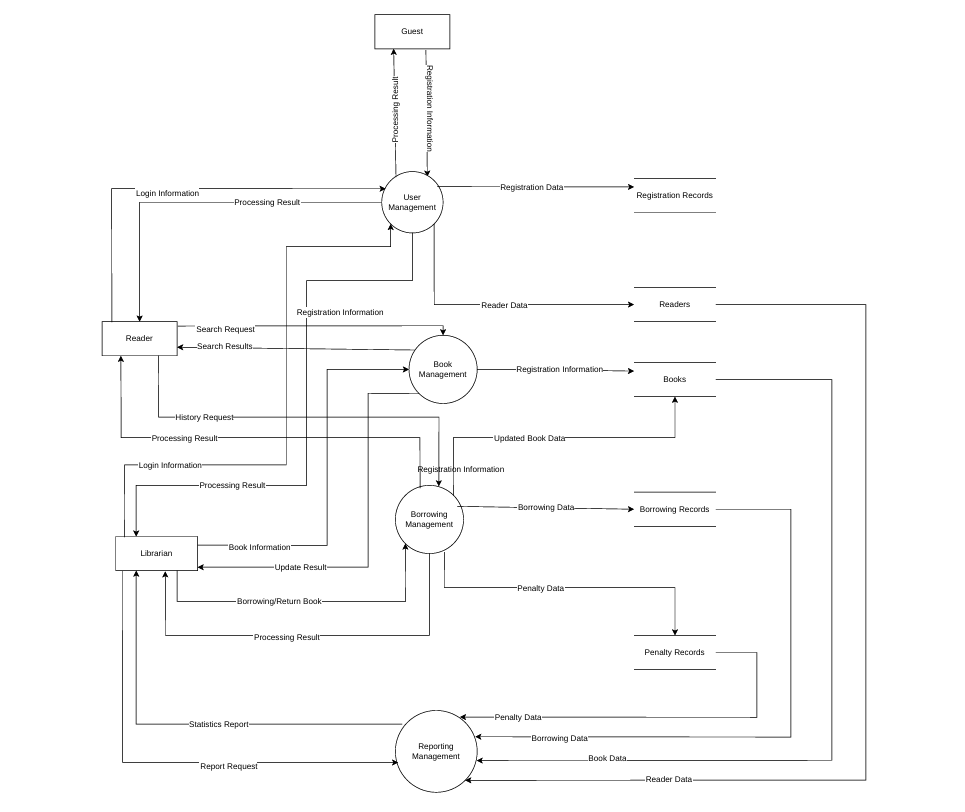 Guest
Processing Result
Registration Information
Login Information
Processing Result
User
Management
Registration Data
Registration Records
Reader Data
Readers
Registration Information
Reader
Search Request
Search Results
Book
Management
Registration Information
Books
History Request
Processing Result
Updated Book Data
Login Information
Registration Information
Processing Result
Borrowing
Management
Borrowing Data
Borrowing Records
Librarian
Book Information
Update Result
Borrowing/Return Book
Penalty Data
Processing Result
Penalty Records
Statistics Report
Report Request
Reporting
Management
Penalty Data
Borrowing Data
Book Data
Reader Data